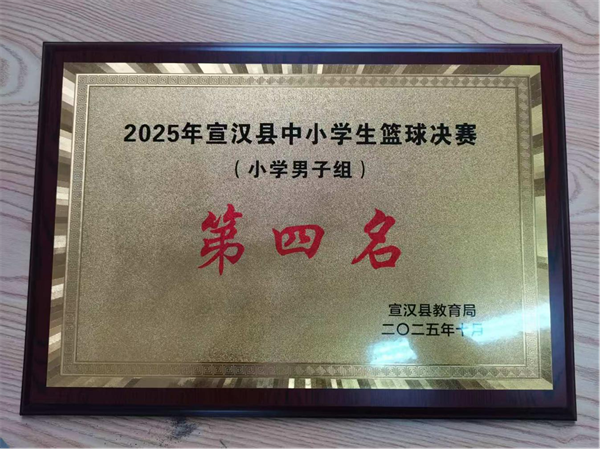 2025年宣汉县中小学生篮球决赛
（小学男子组）
第四名
宣汉县教育局
二〇二五年十月